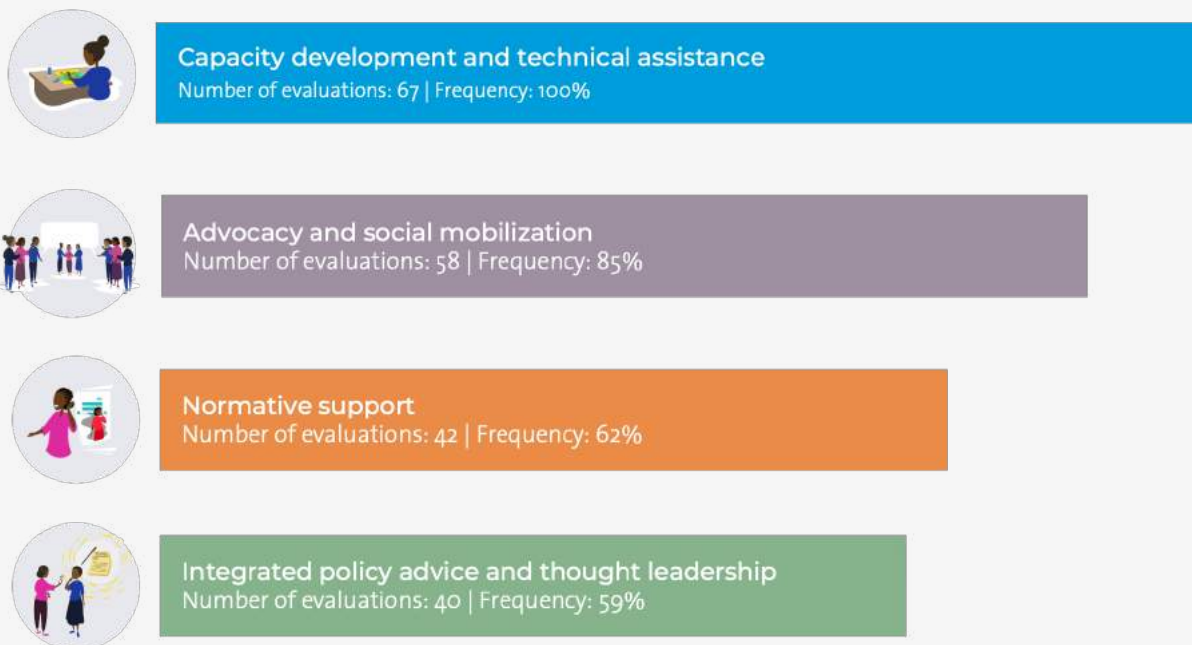 Capacity development and technical assistance
Number of evaluations: 67 | Frequency: 100%
Advocacy and social mobilization
Number of evaluations: 58 | Frequency: 85%
Normative support
Number of evaluations: 42 | Frequency: 62%
Integrated policy advice and thought leadership
Number of evaluations: 40 | Frequency: 59%